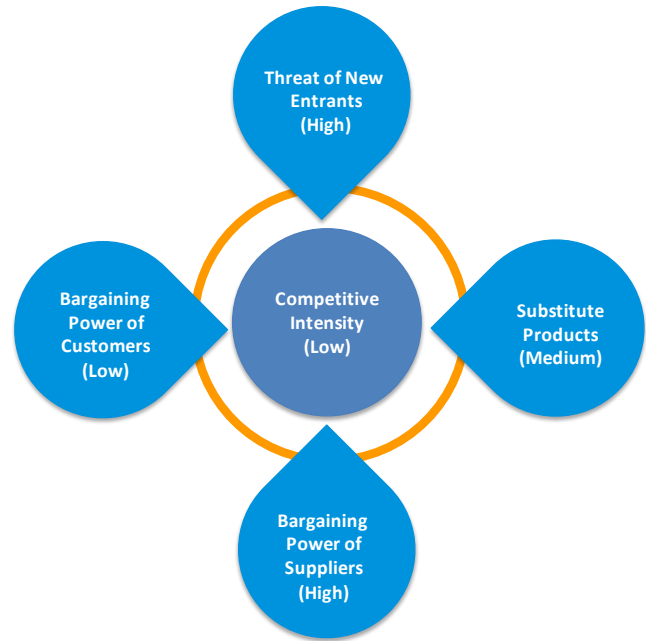 Threat of New
Entrants
(High)
Bargaining
Power of
Customers
(Low)
Competitive
Intensity
(Low)
Substitute
Products
(Medium)
Bargaining
Power of
Suppliers
(High)